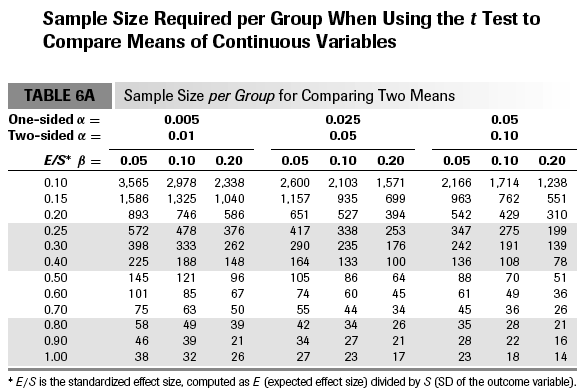 Sample Size Required per Group When Using the t Test to
Compare Means of Continuous Variables
TABLE 6A Sample Size per Group for Comparing Two Means
One-sided α = 0.005 0.025 0.05
Two-sided α = 0.01 0.05 0.10
E/S* β = 0.05 0.10 0.20 0.05 0.10 0.20 0.05 0.10 0.20
0.10 3,565 2,978 2,338 2,600 2,103 1,571 2,166 1,714 1,238
0.15 1,586 1,325 1,040 1,157 935 699 963 762 551
0.20 893 746 586 651 527 394 542 429 310
0.25 572 478 376 417 338 253 347 275 199
0.30 398 333 262 290 235 176 242 191 139
0.40 225 188 148 164 133 100 136 108 78
0.50 145 121 96 105 86 64 88 70 51
0.60 101 85 67 74 60 45 61 49 36
0.70 75 63 50 55 44 34 45 36 26
0.80 58 49 39 42 34 26 35 28 21
0.90 46 39 21 34 27 21 28 22 16
1.00 38 32 26 27 23 17 23 18 14
* E/S is the standardized effect size, computed as E (expected effect size) divided by S (SD of the outcome variable).